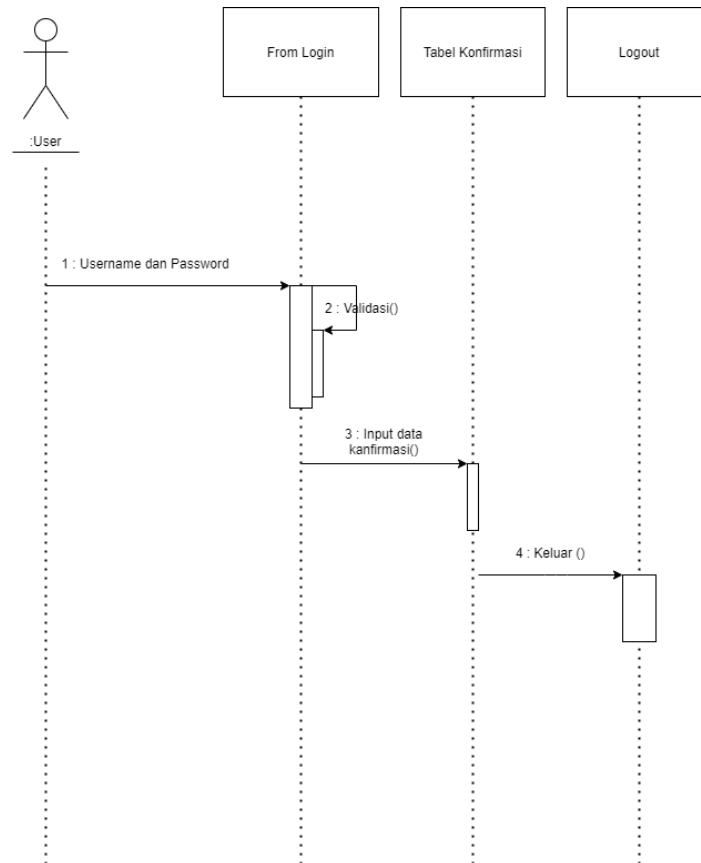 From Login
Tabel Konfirmasi
Logout
:User
1 : Username dan Password
2 : Validasi()
3 : Input data
kanfirmasi()
4 : Keluar ()